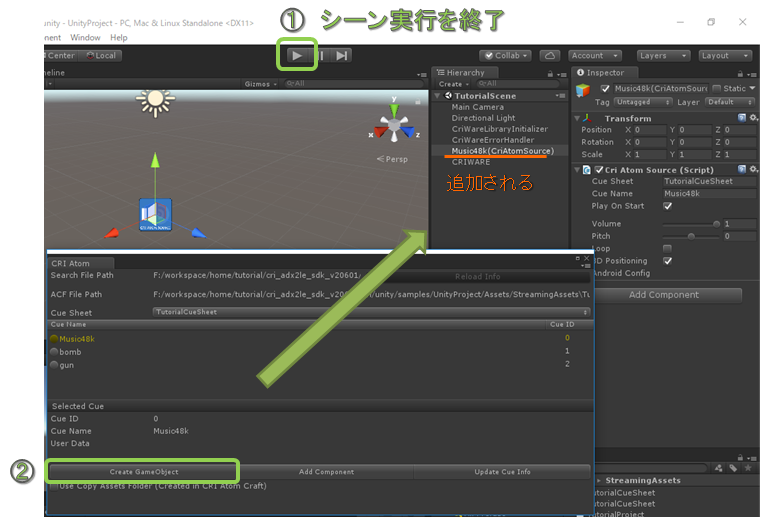 ① シーン実行を終了
unity - UnityProject - PC, Mac & Linux Standalone <DX11>
Window Help
Center Local
Collab
Account
Layers
Layout
meline
Gizmos
All
y
x
z
Persp
Hierarchy
Create
All
TutorialScene
Main Camera
Directional Light
CriWareLibraryInitializer
CriWareErrorHandler
Music48k(CriAtomSource)
CRIWARE
追加される
Inspector
Music48k(CriAtomSour
Static
Tag Untagged Layer Default
Transform
Position X 0 Y 0 Z 0
Rotation X 0 Y 0 Z 0
Scale X 1 Y 1 Z 1
Cri Atom Source (Script)
Cue Sheet TutorialCueSheet
Cue Name Music48k
Play On Start
Volume 1
Pitch 0
Loop
3D Positioning
Android Config
Add Component
CRI Atom
Search File Path F:/workspace/home/tutorial/cri_adx2le_sdk_v20601/ Reload Info
ACF File Path F:/workspace/home/tutorial/cri_adx2le_sdk_v20 /unity/samples/UnityProject/Assets/StreamingAssets\Tu
Cue Sheet TutorialCueSheet
Cue Name Cue ID
Music48k 0
bomb 1
gun 2
Selected Cue
Cue ID 0
Cue Name Music48k
User Data
② Create GameObject Add Component Update Cue Info
Use Copy Assets Folder (Created in CRI Atom Craft)
StreamingAssets
utorialCueSheet
utorialCueSheet
TutorialProject